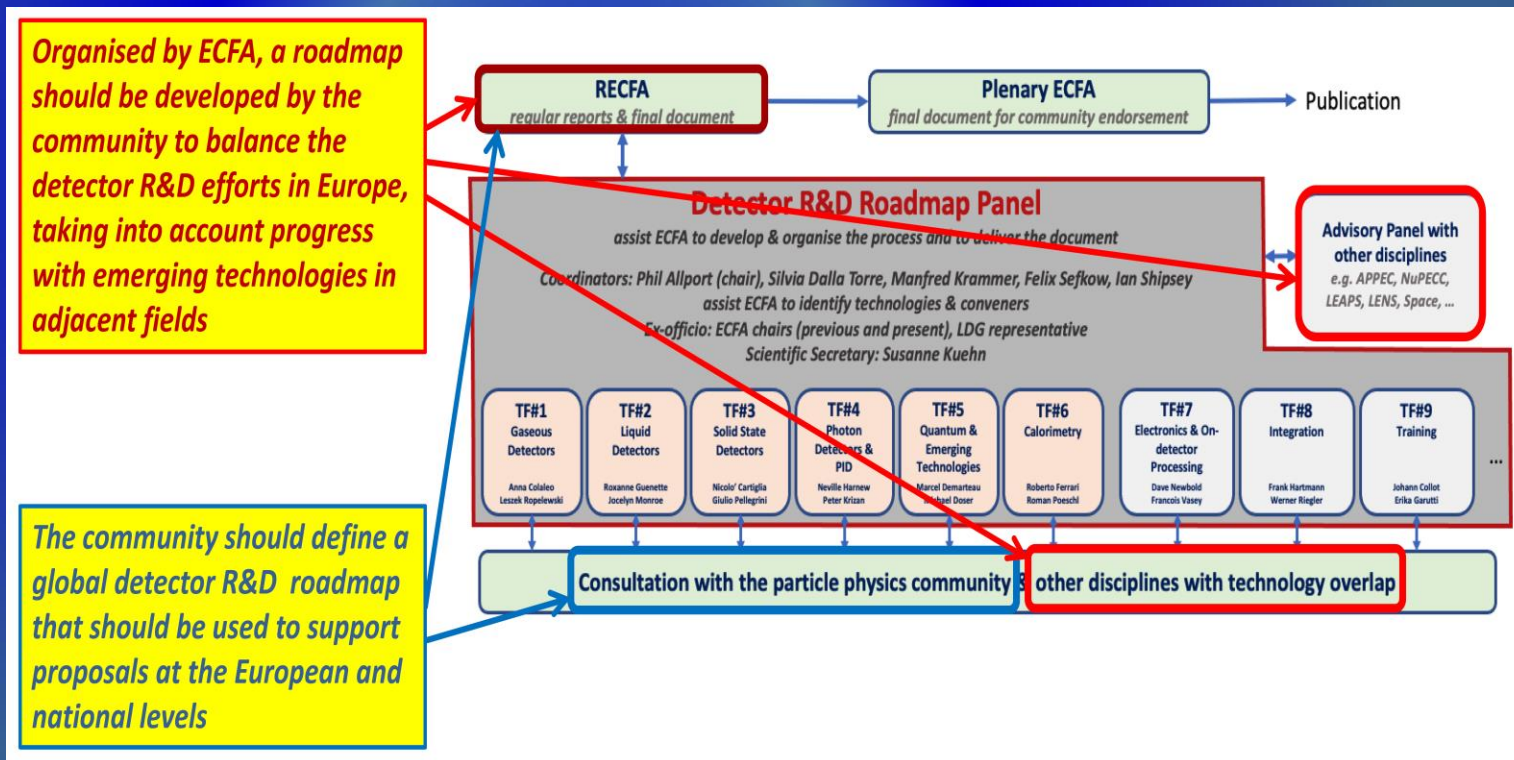 Organised by ECFA, a roadmap
should be developed by the
community to balance the
detector R&D efforts in Europe,
taking into account progress
with emerging technologies in
adjacent fields
The community should define a
global detector R&D roadmap
that should be used to support
proposals at the European and
national levels
RECFA
regular reports & final document
Plenary ECFA
final document for community endorsement
Publication
Detector R&D Roadmap Panel
assist ECFA to develop & organise the process and to deliver the document
Coordinators: Phil Allport (chair), Silvia Dalla Torre, Manfred Krammer, Felix Sefkow, Ian Shipsey
assist ECFA to identify technologies & conveners
Ex-officio: ECFA chairs (previous and present), LDG representative
Scientific Secretary: Susanne Kuehn
Advisory Panel with
other disciplines
e.g. APPEC, NuPECC,
LEAPS, LENS, Space, ...
TF#1
Gaseous
Detectors
Anna Colaleo
Leszek Ropelewski
TF#2
Liquid
Detectors
Roxanne Guenette
Jocelyn Monroe
TF#3
Solid State
Detectors
Nicolo' Cartiglia
Giulio Pellegrini
TF#4
Photon
Detectors &
PID
Neville Harnew
Peter Krizan
TF#5
Quantum &
Emerging
Technologies
Marcel Demarteau
Michael Doser
TF#6
Calorimetry
Roberto Ferrari
Roman Poeschl
TF#7
Electronics & On-
detector
Processing
Dave Newbold
Francois Vasey
TF#8
Integration
Frank Hartmann
Werner Riegler
TF#9
Training
Johann Collot
Erika Garutti
...
Consultation with the particle physics community & other disciplines with technology overlap